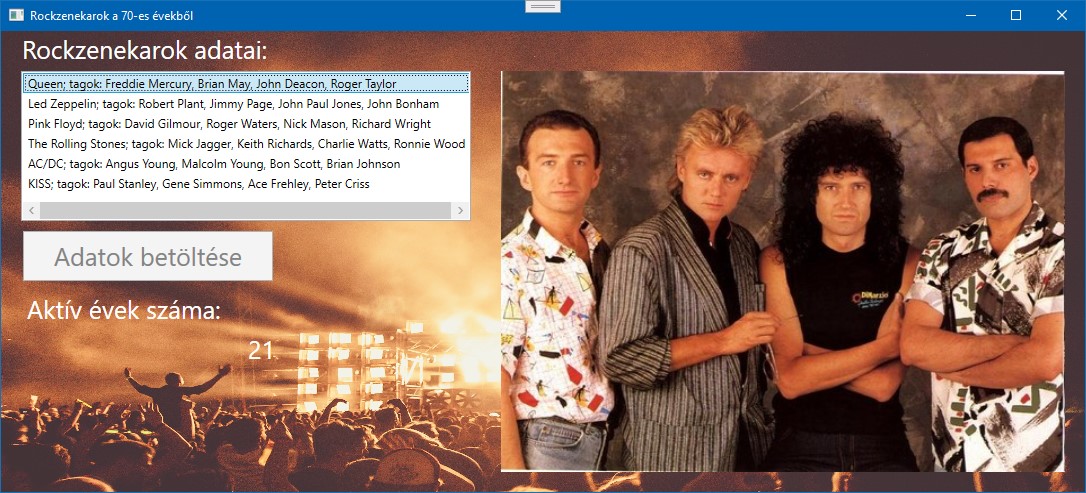 Rockzenekarok a 70-es évekből
Rockzenekarok adatai:
Queen; tagok: Freddie Mercury, Brian May, John Deacon, Roger Taylor
Led Zeppelin; tagok: Robert Plant, Jimmy Page, John Paul Jones, John Bonham
Pink Floyd; tagok: David Gilmour, Roger Waters, Nick Mason, Richard Wright
The Rolling Stones; tagok: Mick Jagger, Keith Richards, Charlie Watts, Ronnie Wood
AC/DC; tagok: Angus Young, Malcolm Young, Bon Scott, Brian Johnson
KISS; tagok: Paul Stanley, Gene Simmons, Ace Frehley, Peter Criss
Adatok betöltése
Aktív évek száma:
21
DiMarzio